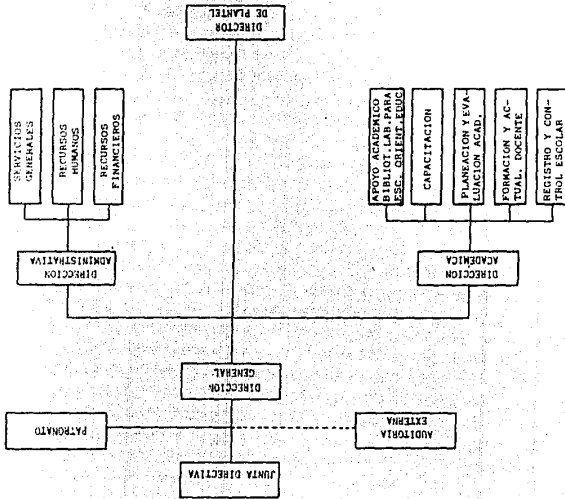 JUNTA DIRECTIVA
PATRONATO
AUDITORIA
EXTERNA
DIRECCION
GENERAL
DIRECCION
ADMINISTRATIVA
SERVICIOS
GENERALES
RECURSOS
HUMANOS
RECURSOS
FINANCIEROS
DIRECCION
ACADEMICA
APOYO ACADEMICO
BIBLIOT.LAB.PARA
ESC. ORIENT.EDUC
CAPACITACION
PLANEACION Y EVA-
LUACION ACAD.
FORMACION Y AC-
TUAL. DOCENTE
REGISTRO Y CON-
TROL ESCOLAR
DIRECTOR
DE PLANTEL